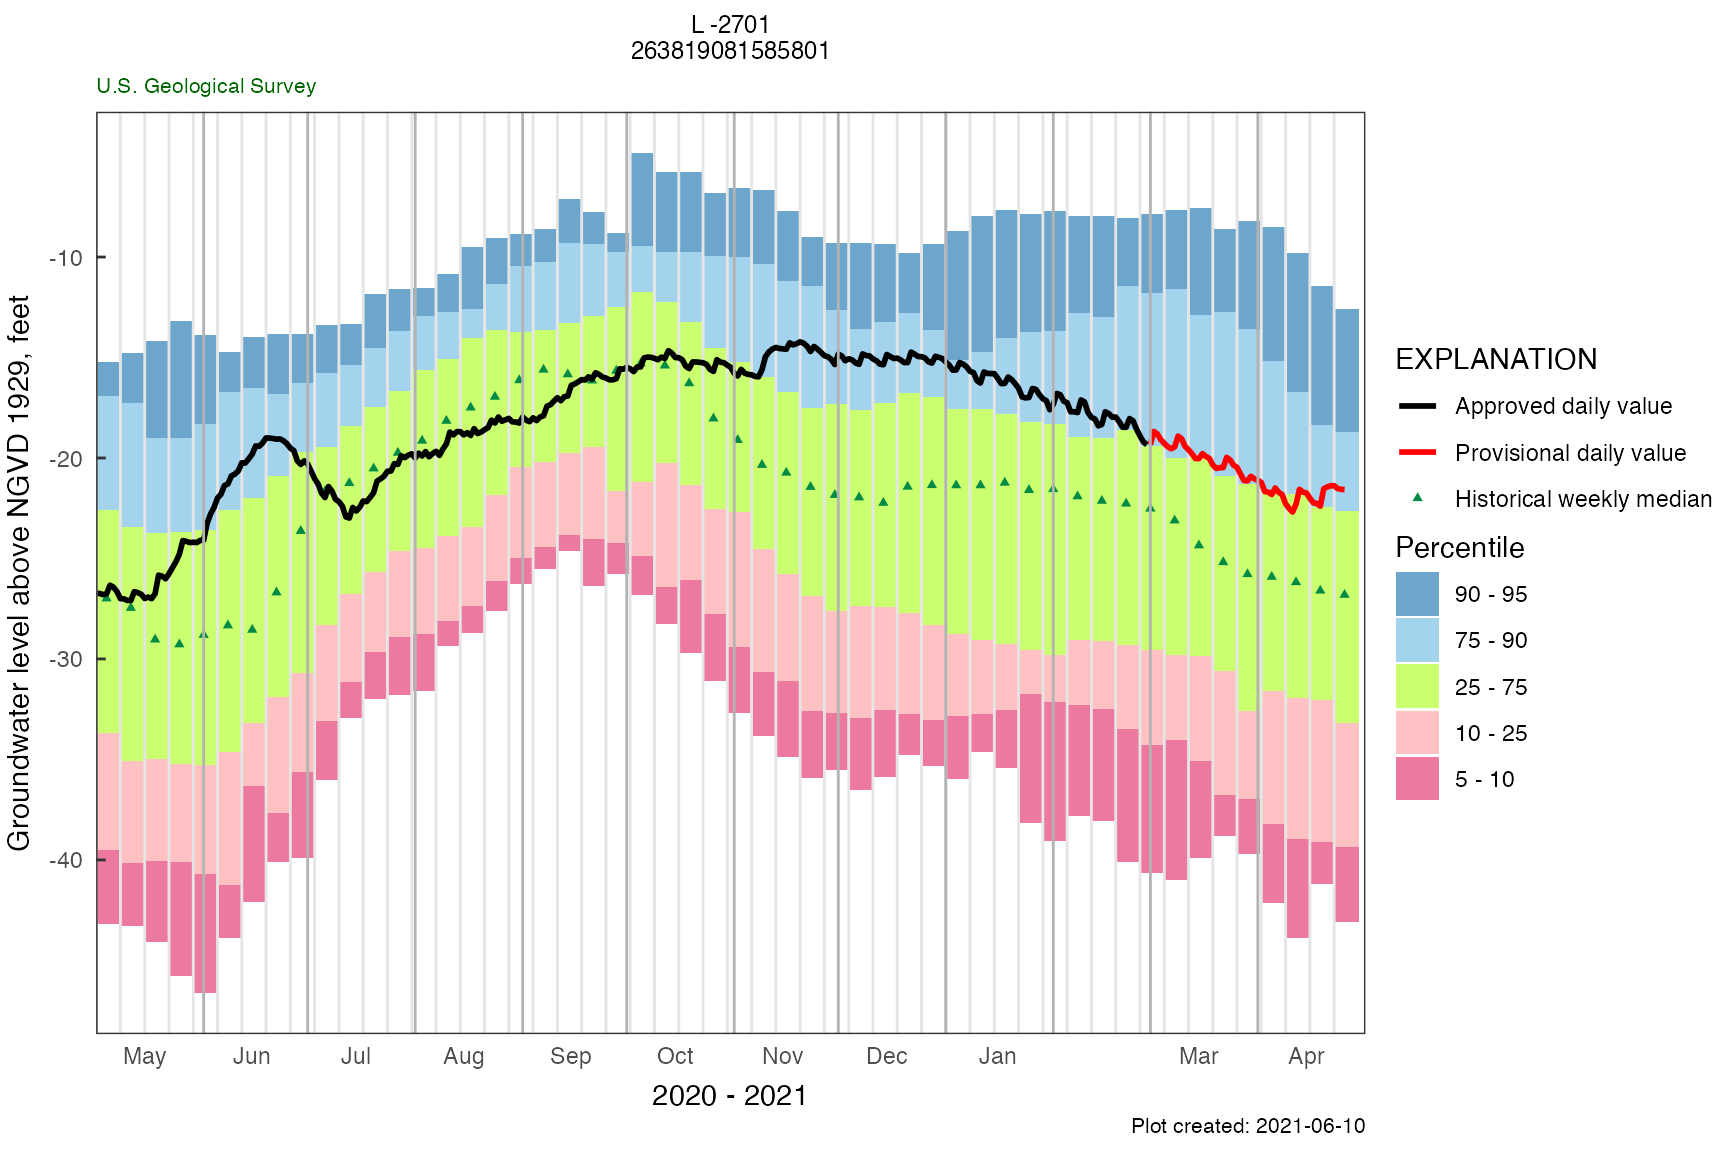 L -2701
263819081585801
U.S. Geological Survey
Groundwater level above NGVD 1929, feet
-10
-20
-30
-40
May Jun Jul Aug Sep Oct Nov Dec Jan Mar Apr
2020 - 2021
EXPLANATION
Approved daily value
Provisional daily value
Historical weekly median
Percentile
90 - 95
75 - 90
25 - 75
10 - 25
5 - 10
Plot created: 2021-06-10